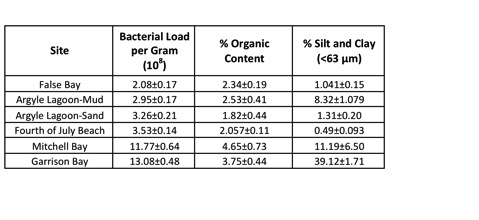 Site | Bacterial Load per Gram (10⁸) | % Organic Content | % Silt and Clay (<63 µm)
False Bay | 2.08±0.17 | 2.34±0.19 | 1.041±0.15
Argyle Lagoon-Mud | 2.95±0.17 | 2.53±0.41 | 8.32±1.079
Argyle Lagoon-Sand | 3.26±0.21 | 1.82±0.44 | 1.31±0.20
Fourth of July Beach | 3.53±0.14 | 2.057±0.11 | 0.49±0.093
Mitchell Bay | 11.77±0.64 | 4.65±0.73 | 11.19±6.50
Garrison Bay | 13.08±0.48 | 3.75±0.44 | 39.12±1.71